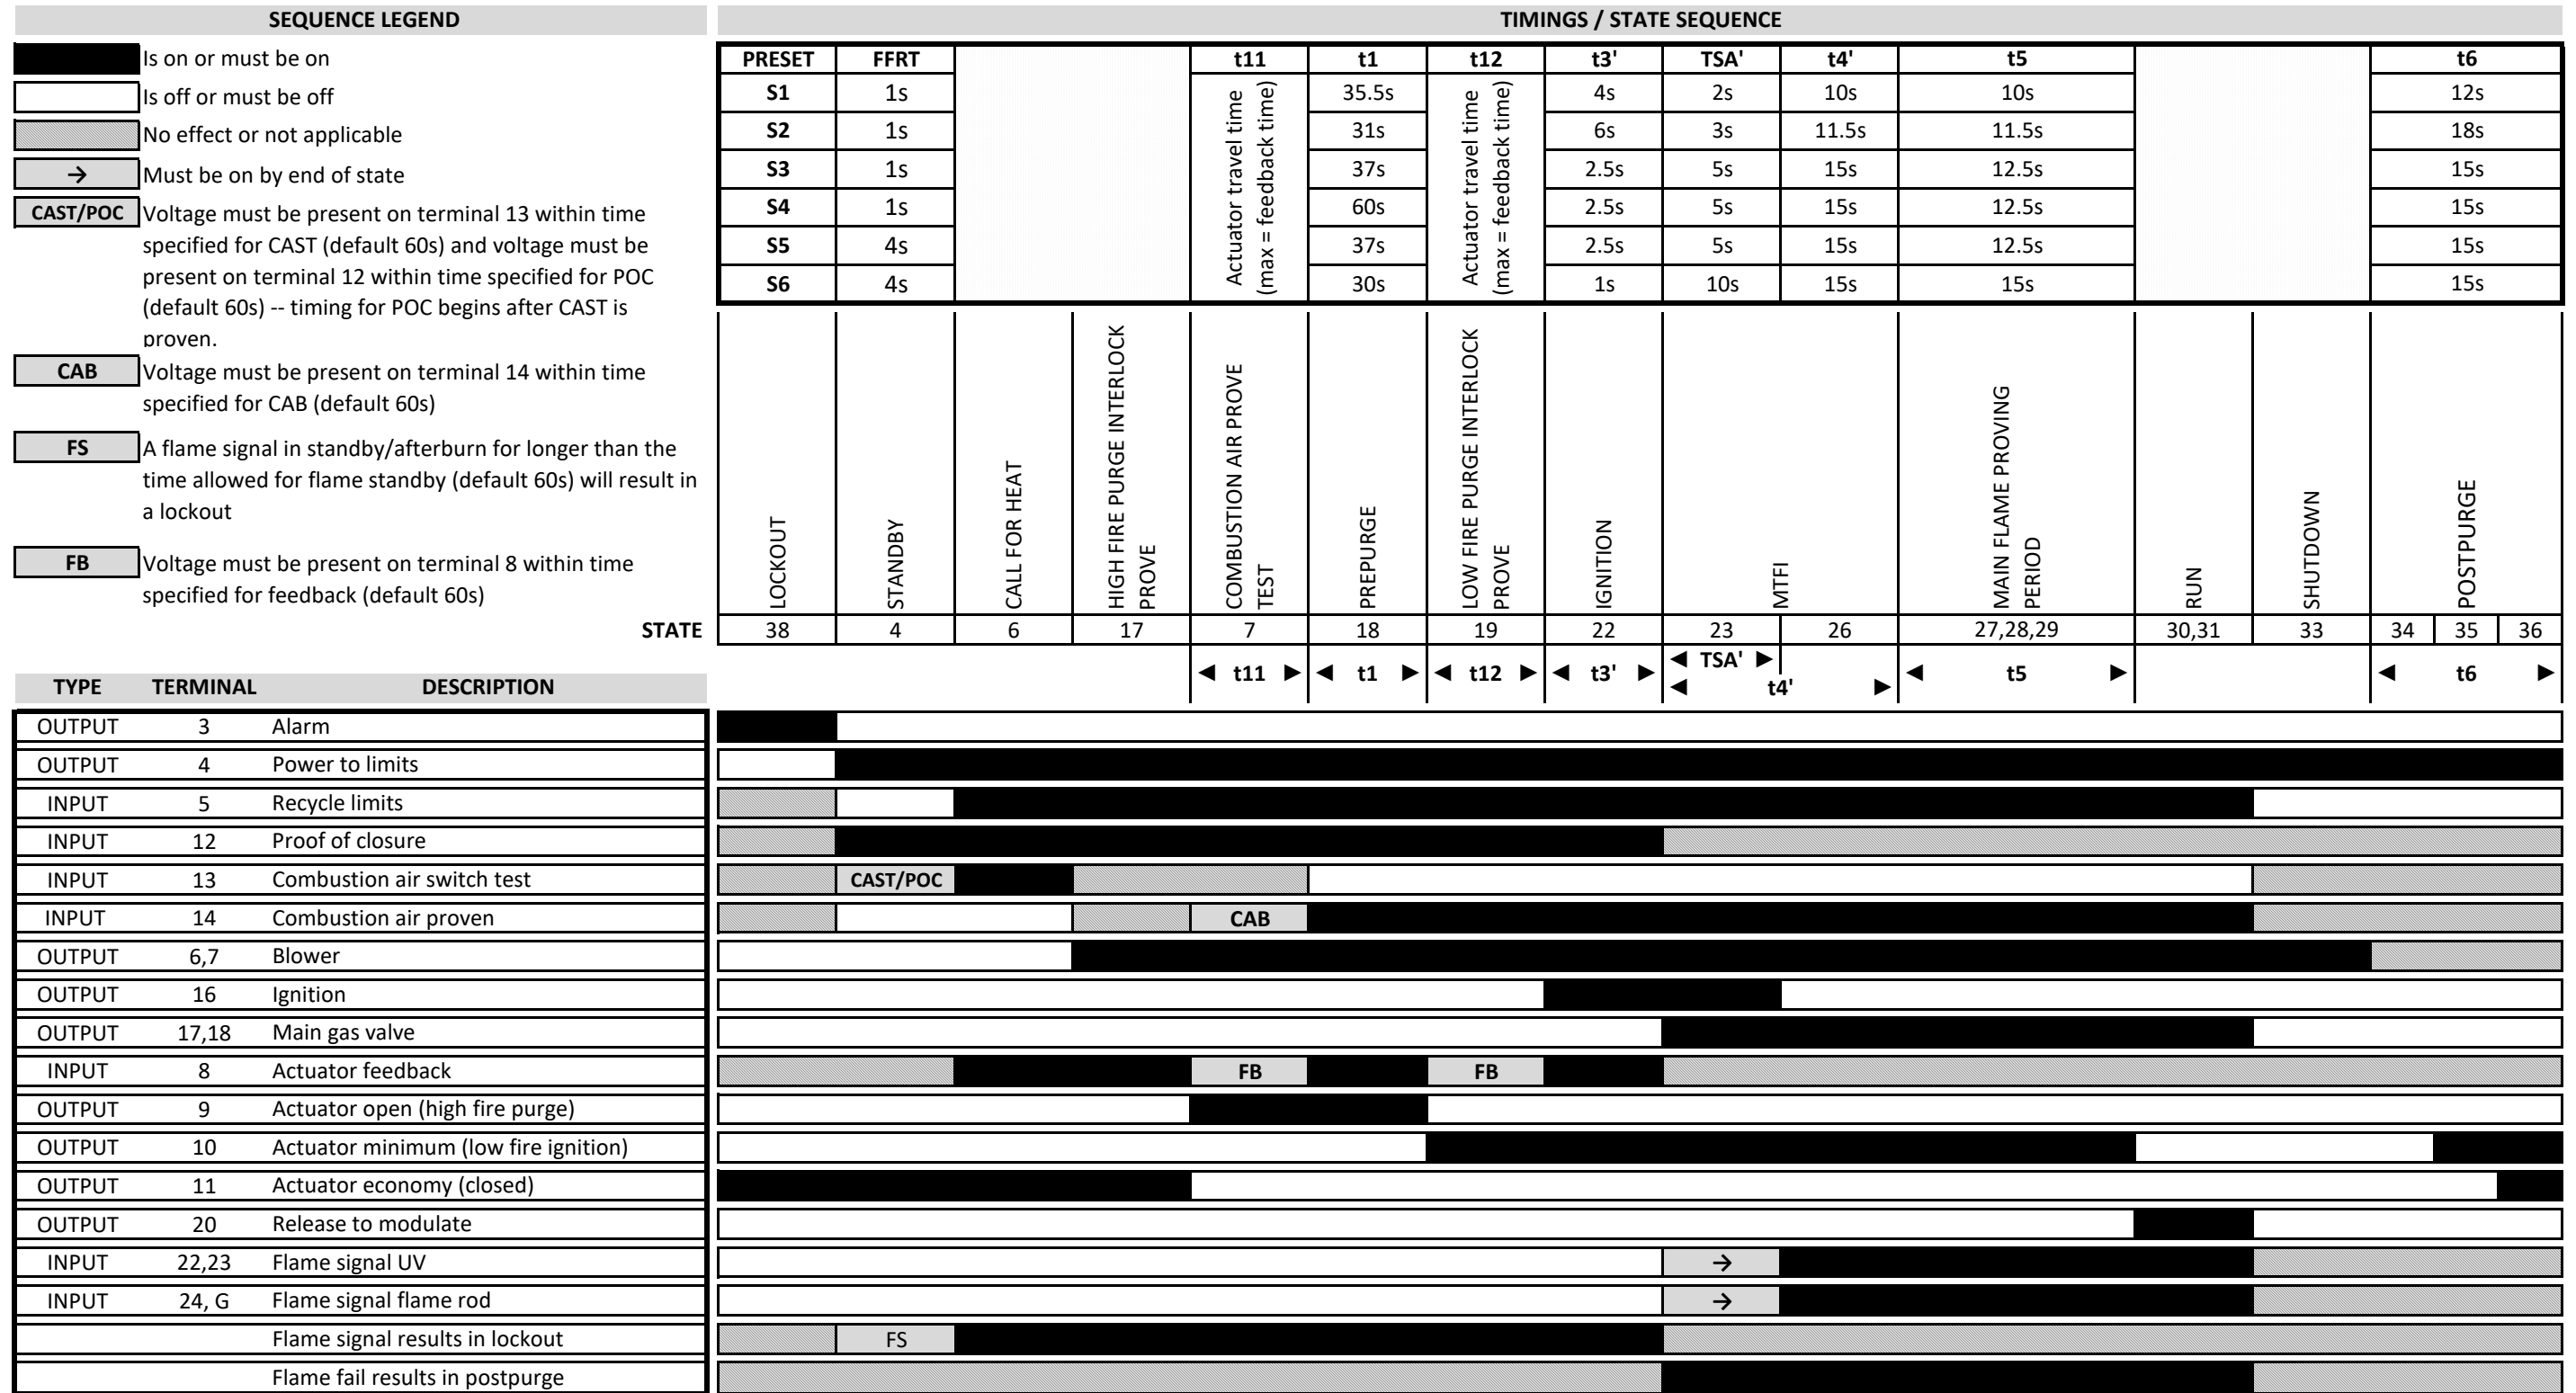 SEQUENCE LEGEND
Is on or must be on
Is off or must be off
No effect or not applicable
→ Must be on by end of state
CAST/POC Voltage must be present on terminal 13 within time
specified for CAST (default 60s) and voltage must be
present on terminal 12 within time specified for POC
(default 60s) -- timing for POC begins after CAST is
proven.
CAB Voltage must be present on terminal 14 within time
specified for CAB (default 60s)
FS A flame signal in standby/afterburn for longer than the
time allowed for flame standby (default 60s) will result in
a lockout
FB Voltage must be present on terminal 8 within time
specified for feedback (default 60s)
TIMINGS / STATE SEQUENCE
PRESET FFRT t11 t1 t12 t3' TSA' t4' t5 t6
S1 1s 35.5s 4s 2s 10s 10s 12s
S2 1s 31s 6s 3s 11.5s 11.5s 18s
S3 1s 37s 2.5s 5s 15s 12.5s 15s
S4 1s 60s 2.5s 5s 15s 12.5s 15s
S5 4s 37s 2.5s 5s 15s 12.5s 15s
S6 4s 30s 1s 10s 15s 15s 15s
Actuator travel time
(max = feedback time)
Actuator travel time
(max = feedback time)
LOCKOUT
STANDBY
CALL FOR HEAT
HIGH FIRE PURGE INTERLOCK
PROVE
COMBUSTION AIR PROVE
TEST
PREPURGE
LOW FIRE PURGE INTERLOCK
PROVE
IGNITION
MTFI
MAIN FLAME PROVING
PERIOD
RUN
SHUTDOWN
POSTPURGE
STATE 38 4 6 17 7 18 19 22 23 26 27,28,29 30,31 33 34 35 36
◄ t11 ► ◄ t1 ► ◄ t12 ► ◄ t3' ► ◄ TSA' ► ◄ t4' ► ◄ t5 ► ◄ t6 ►
TYPE TERMINAL DESCRIPTION
OUTPUT 3 Alarm
OUTPUT 4 Power to limits
INPUT 5 Recycle limits
INPUT 12 Proof of closure
INPUT 13 Combustion air switch test CAST/POC
INPUT 14 Combustion air proven CAB
OUTPUT 6,7 Blower
OUTPUT 16 Ignition
OUTPUT 17,18 Main gas valve
INPUT 8 Actuator feedback FB FB
OUTPUT 9 Actuator open (high fire purge)
OUTPUT 10 Actuator minimum (low fire ignition)
OUTPUT 11 Actuator economy (closed)
OUTPUT 20 Release to modulate
INPUT 22,23 Flame signal UV →
INPUT 24, G Flame signal flame rod →
Flame signal results in lockout FS
Flame fail results in postpurge